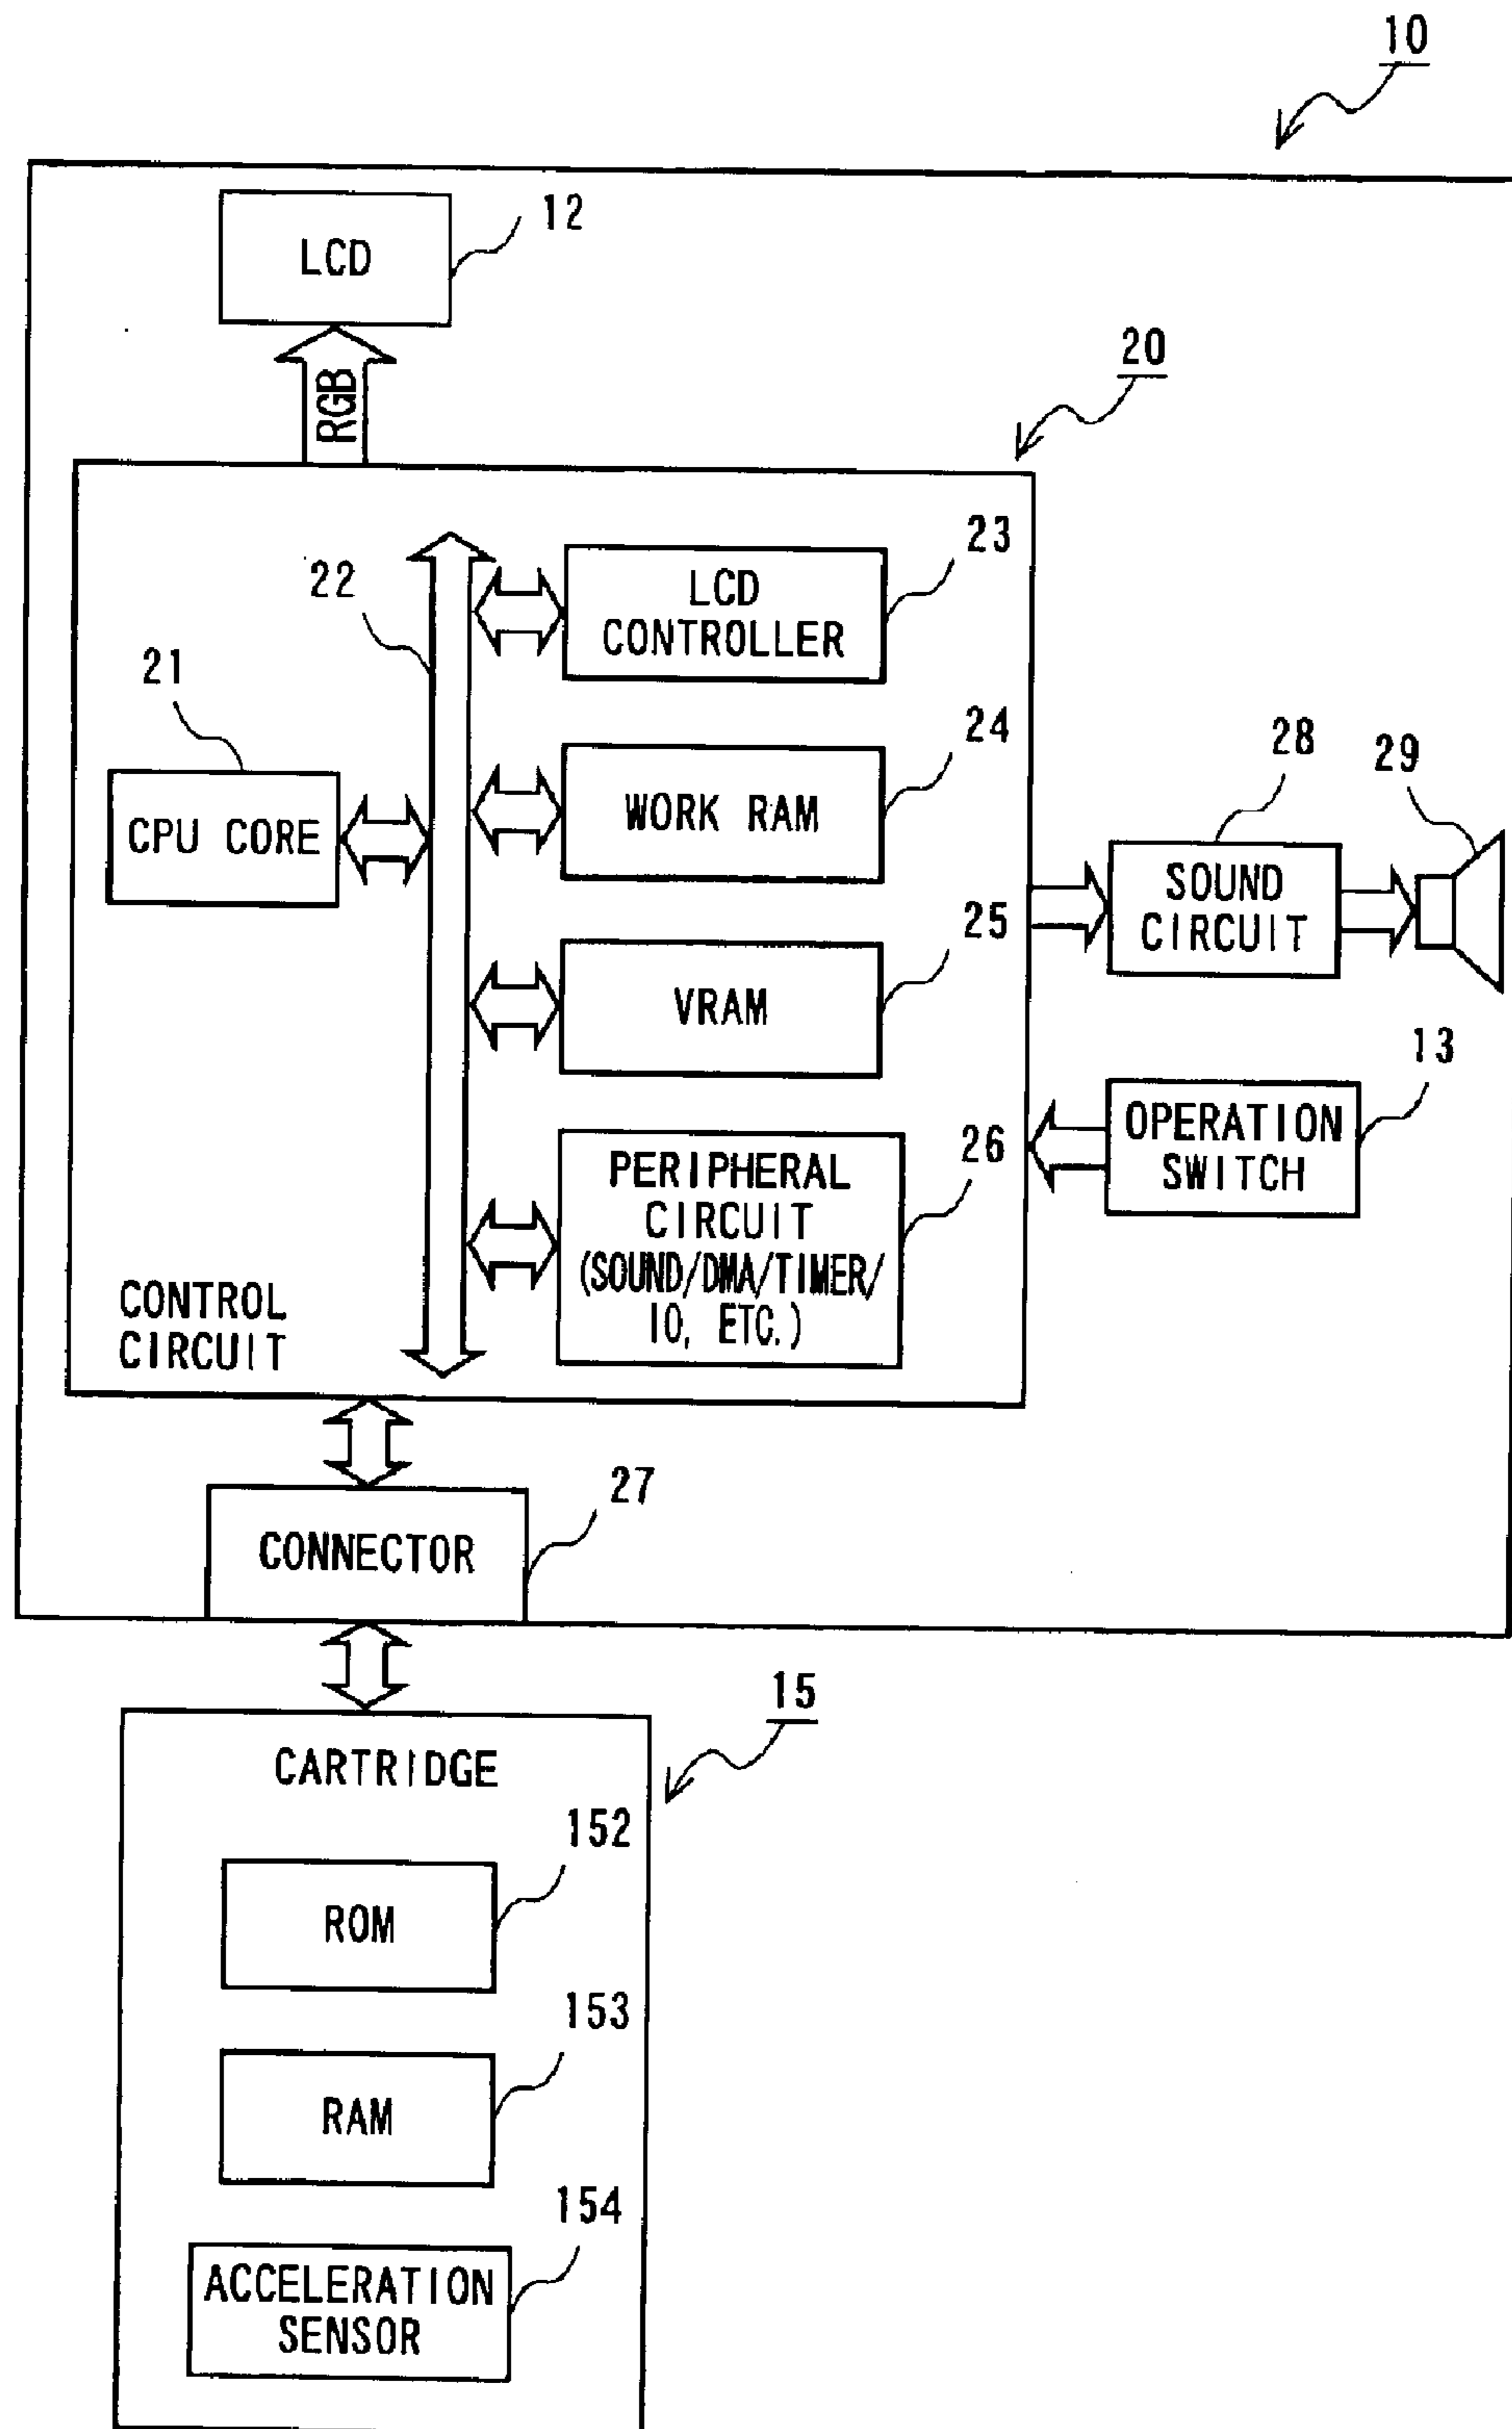 10
LCD
12
RGB
20
22
LCD
CONTROLLER
23
21
CPU CORE
WORK RAM
24
VRAM
25
PERIPHERAL
CIRCUIT
(SOUND/DMA/TIMER/
IO, ETC.)
26
CONTROL
CIRCUIT
28
SOUND
CIRCUIT
29
13
OPERATION
SWITCH
CONNECTOR
27
15
CARTRIDGE
152
ROM
153
RAM
154
ACCELERATION
SENSOR